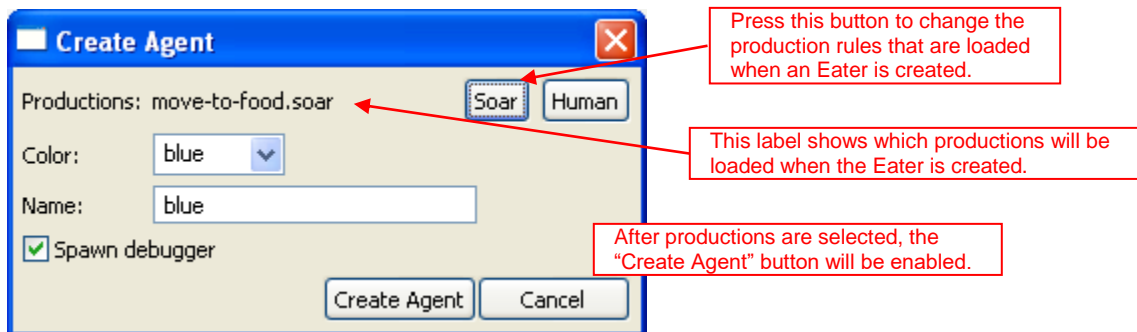 Create Agent
Press this button to change the
production rules that are loaded
when an Eater is created.
Productions: move-to-food.soar
Soar
Human
This label shows which productions will be
loaded when the Eater is created.
Color:
blue
Name:
blue
Spawn debugger
After productions are selected, the
“Create Agent” button will be enabled.
Create Agent
Cancel